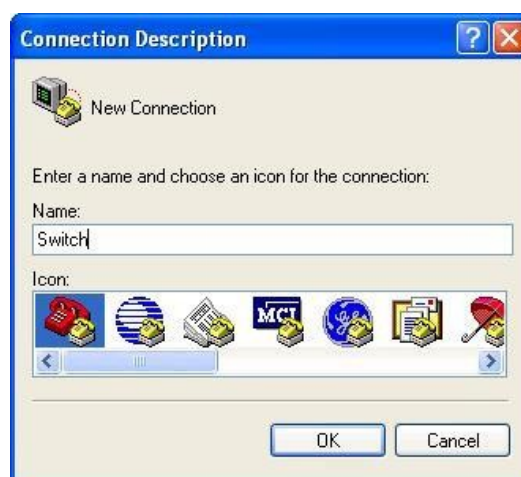 Connection Description
New Connection
Enter a name and choose an icon for the connection:
Name:
Switch
Icon:
MCI
OK Cancel